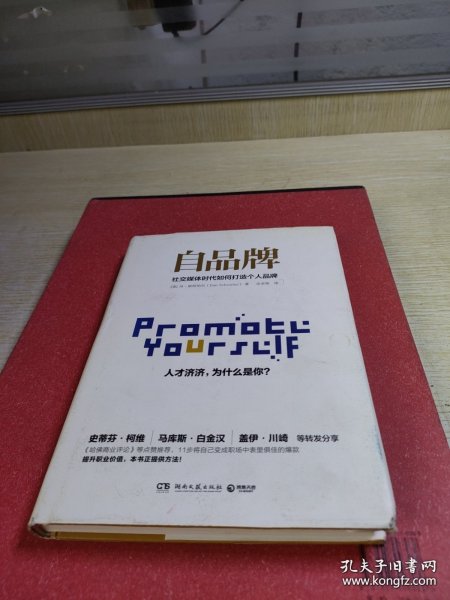 自品牌
社交媒体时代如何打造个人品牌
Promote
Yourself
人才济济，为什么是你？
史蒂芬·柯维 马库斯·白金汉 盖伊·川崎 等转发分享
《哈佛商业评论》等点赞推荐，11步将自己变成职场中表里俱佳的爆款
提升职业价值，本书正提供方法！
湖南文艺出版社 博集天卷
孔夫子旧书网
www.kongfz.com